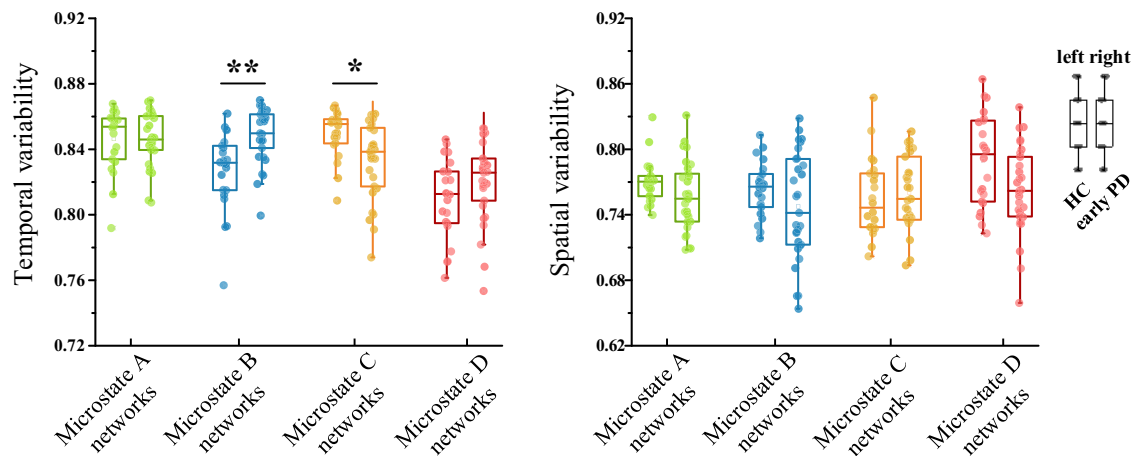 Temporal variability
0.92
0.88
0.84
0.80
0.76
0.72
**
*
Microstate A
networks
Microstate B
networks
Microstate C
networks
Microstate D
networks
Spatial variability
0.92
0.86
0.80
0.74
0.68
0.62
Microstate A
networks
Microstate B
networks
Microstate C
networks
Microstate D
networks
left right
HC
early PD